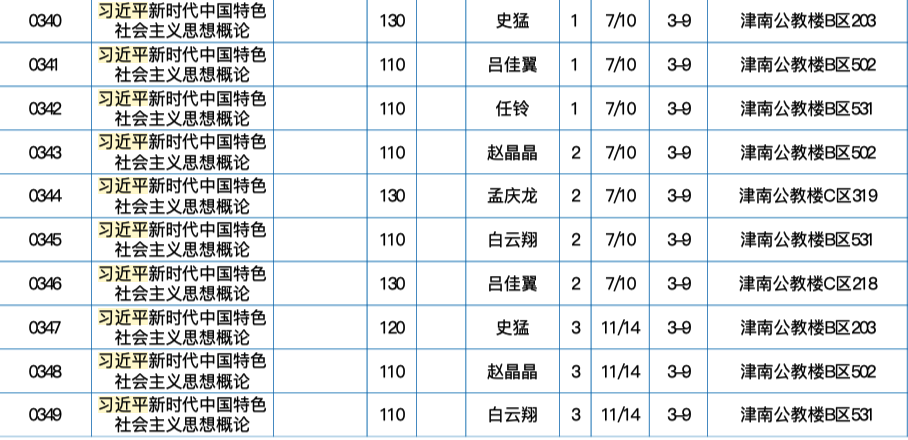 0340 习近平新时代中国特色社会主义思想概论 130 史猛 1 7/10 3-9 津南公教楼B区203
0341 习近平新时代中国特色社会主义思想概论 110 吕佳翼 1 7/10 3-9 津南公教楼B区502
0342 习近平新时代中国特色社会主义思想概论 110 任铃 1 7/10 3-9 津南公教楼B区531
0343 习近平新时代中国特色社会主义思想概论 110 赵晶晶 2 7/10 3-9 津南公教楼B区502
0344 习近平新时代中国特色社会主义思想概论 130 孟庆龙 2 7/10 3-9 津南公教楼C区319
0345 习近平新时代中国特色社会主义思想概论 110 白云翔 2 7/10 3-9 津南公教楼B区531
0346 习近平新时代中国特色社会主义思想概论 130 吕佳翼 2 7/10 3-9 津南公教楼C区218
0347 习近平新时代中国特色社会主义思想概论 120 史猛 3 11/14 3-9 津南公教楼B区203
0348 习近平新时代中国特色社会主义思想概论 110 赵晶晶 3 11/14 3-9 津南公教楼B区502
0349 习近平新时代中国特色社会主义思想概论 110 白云翔 3 11/14 3-9 津南公教楼B区531